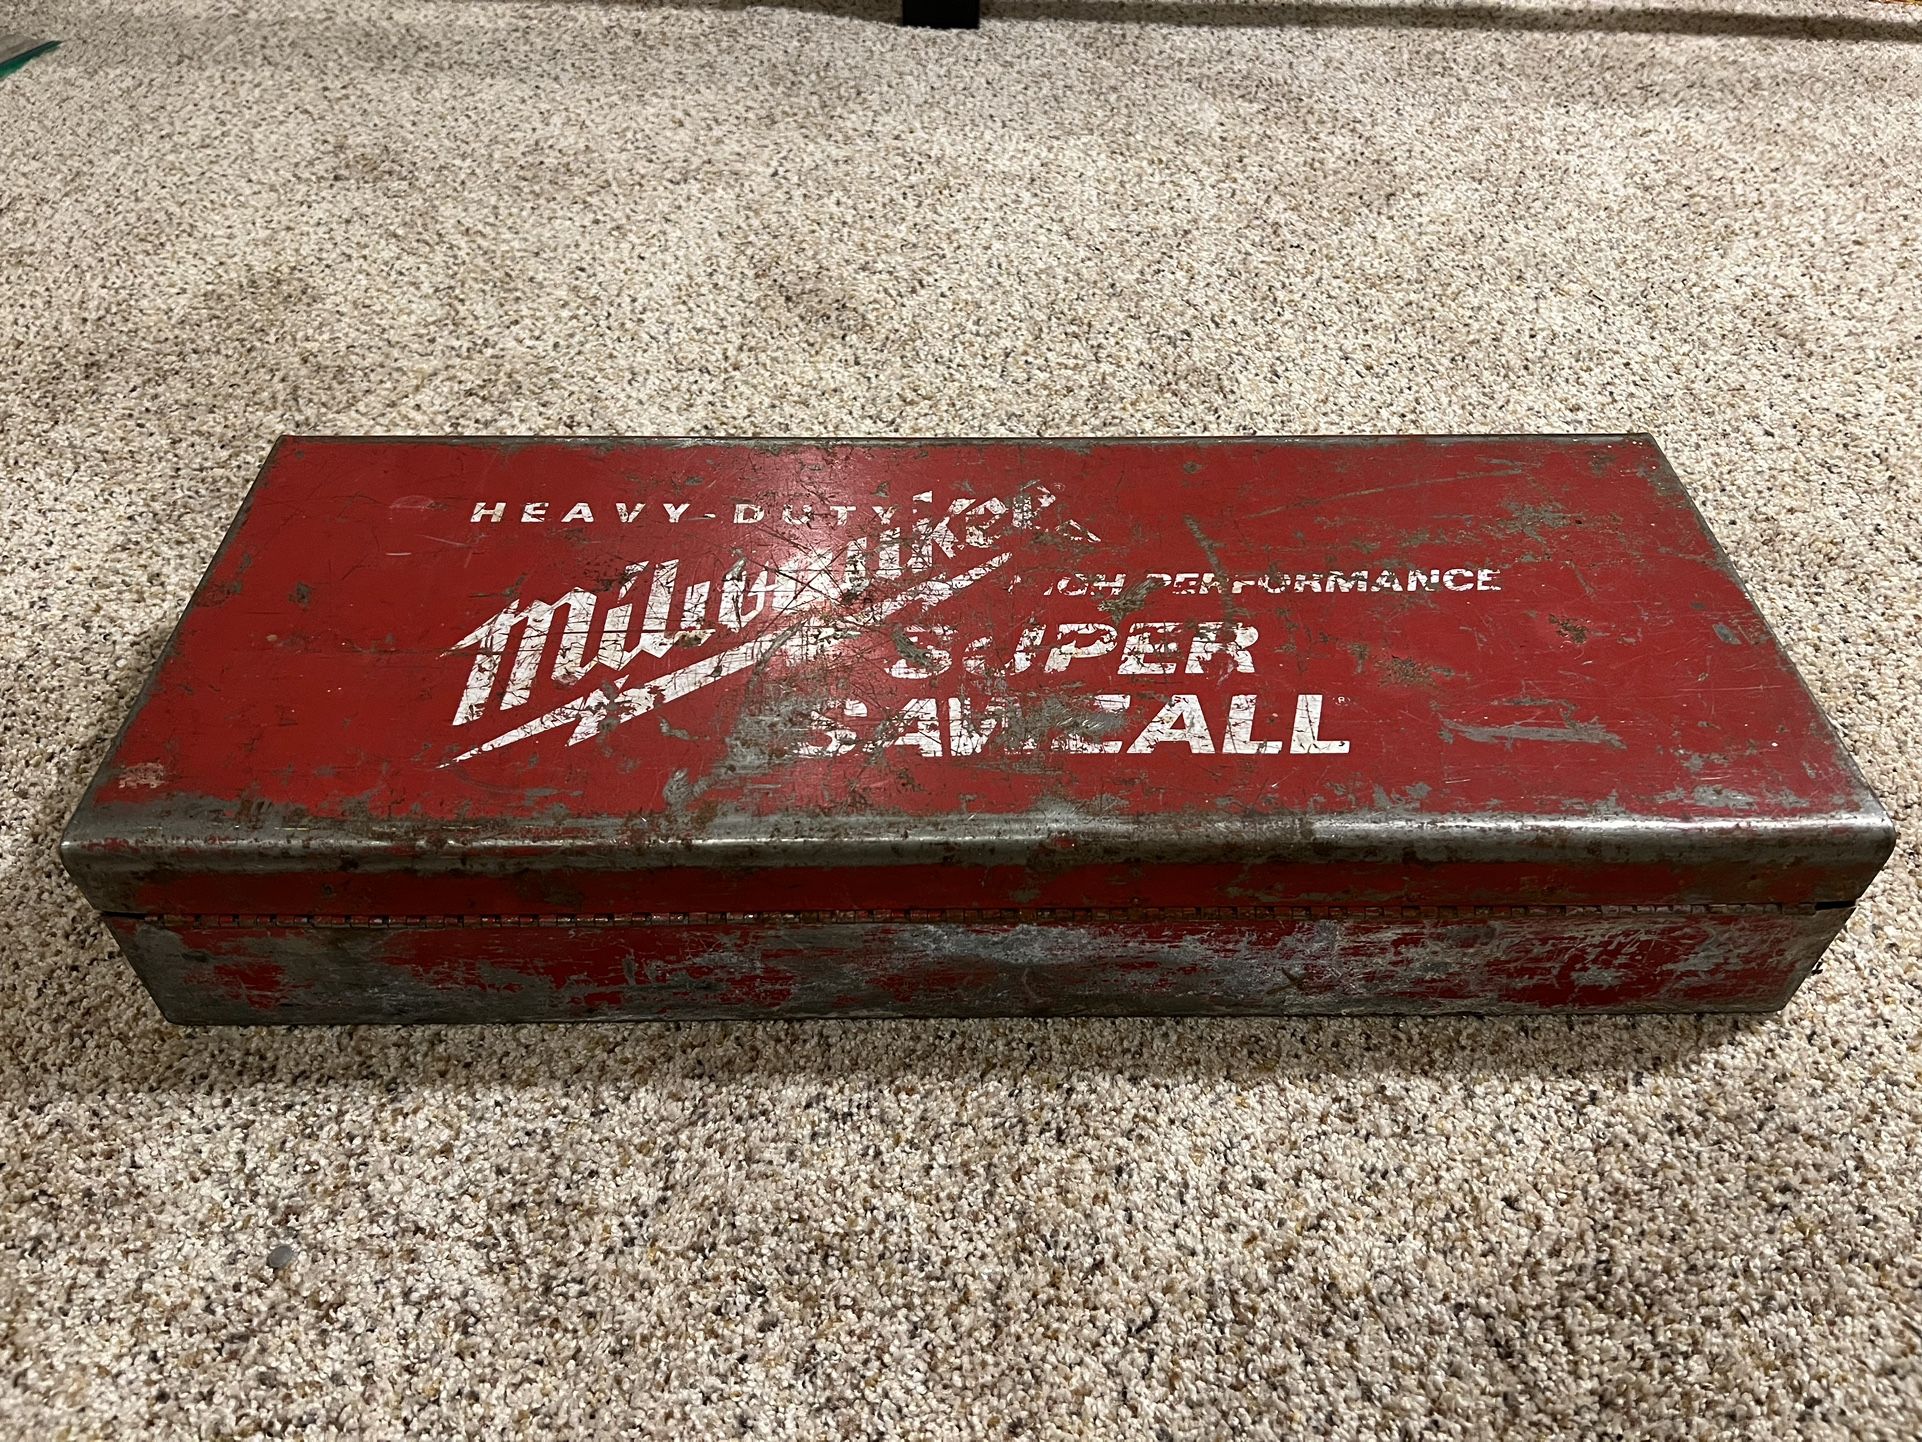 HEAVY-DUTY
Milwaukee
HIGH PERFORMANCE
SUPER
SAWZALL®